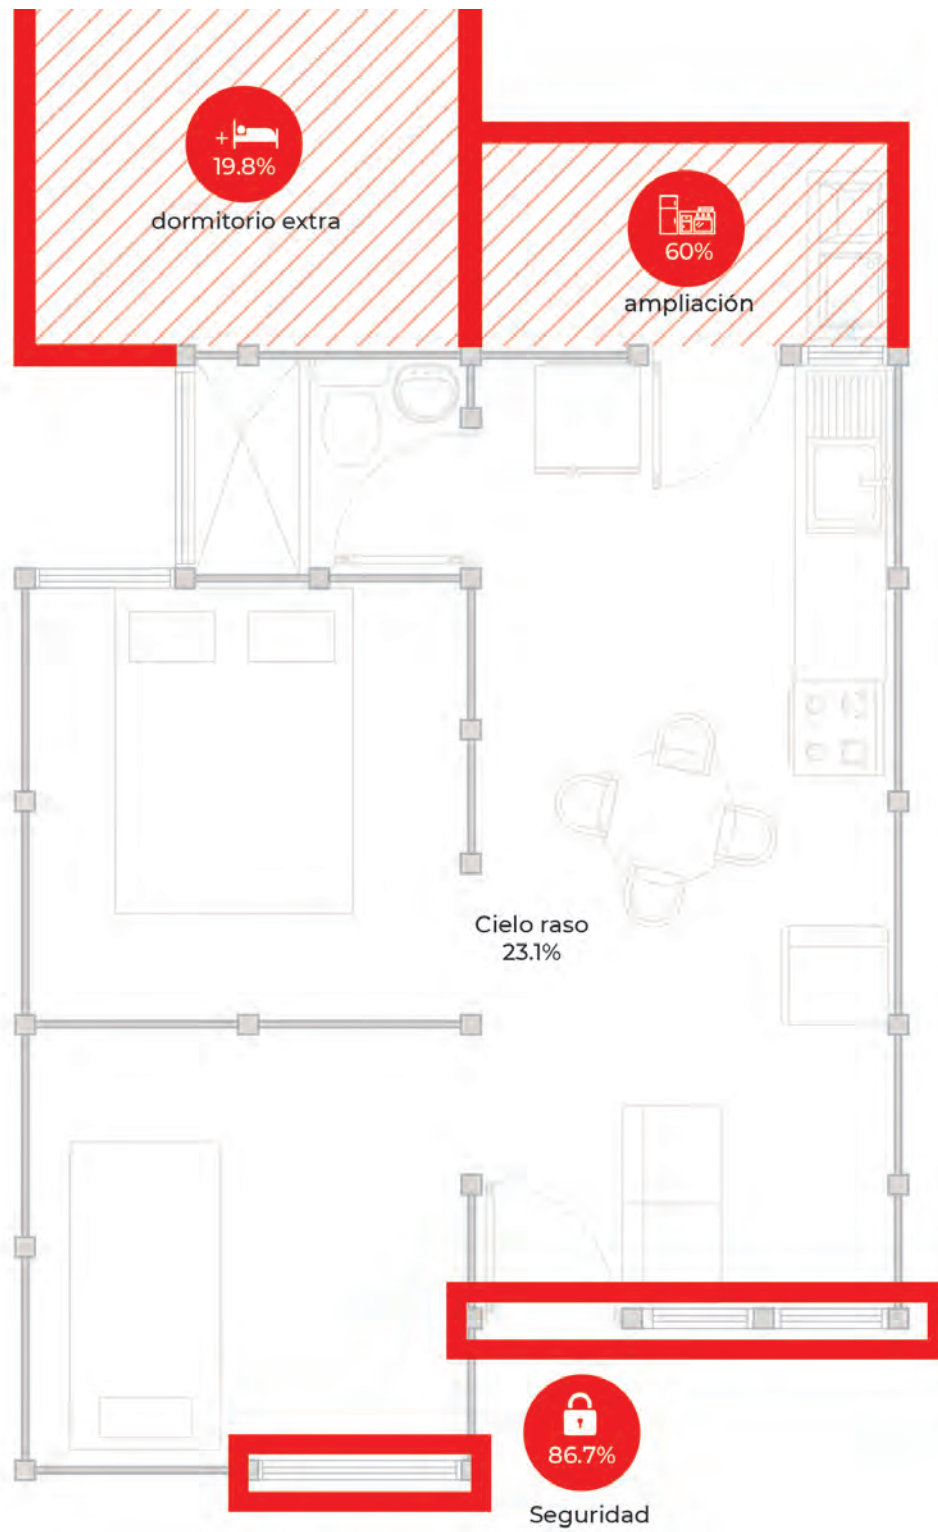 +
19.8%
dormitorio extra
60%
ampliación
Cielo raso
23.1%
86.7%
Seguridad